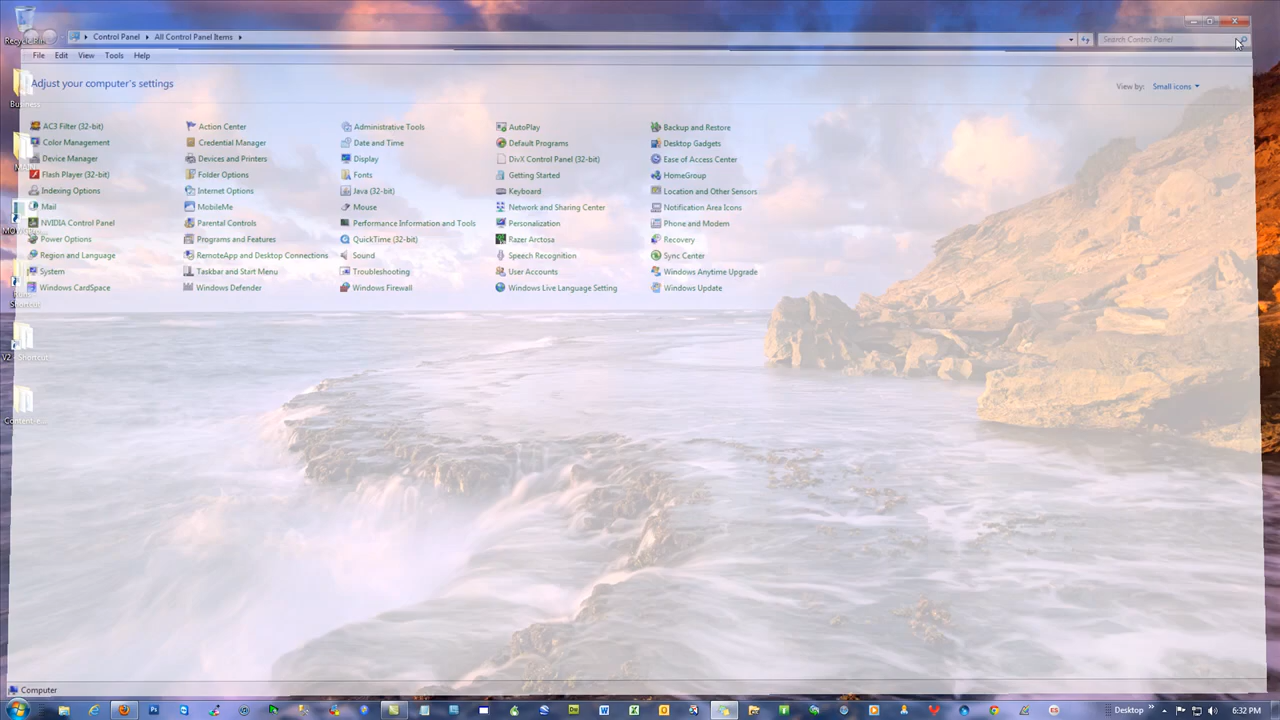 Recycle Bin
Control Panel
All Control Panel Items
Search Control Panel
File Edit View Tools Help
Adjust your computer's settings
View by: Small icons
Business
AC3 Filter (32-bit)
Action Center
Administrative Tools
AutoPlay
Backup and Restore
Color Management
Credential Manager
Date and Time
Default Programs
Desktop Gadgets
Device Manager
Devices and Printers
Display
DivX Control Panel (32-bit)
Ease of Access Center
Flash Player (32-bit)
Folder Options
Fonts
Getting Started
HomeGroup
Indexing Options
Internet Options
Java (32-bit)
Keyboard
Location and Other Sensors
Mail
MobileMe
Mouse
Network and Sharing Center
Notification Area Icons
NVIDIA Control Panel
Parental Controls
Performance Information and Tools
Personalization
Phone and Modem
Power Options
Programs and Features
QuickTime (32-bit)
Razer Arctosa
Recovery
Region and Language
RemoteApp and Desktop Connections
Sound
Speech Recognition
Sync Center
System
Taskbar and Start Menu
Troubleshooting
User Accounts
Windows Anytime Upgrade
Windows CardSpace
Windows Defender
Windows Firewall
Windows Live Language Setting
Windows Update
Shortcut
Shortcut
Computer
Desktop
6:32 PM